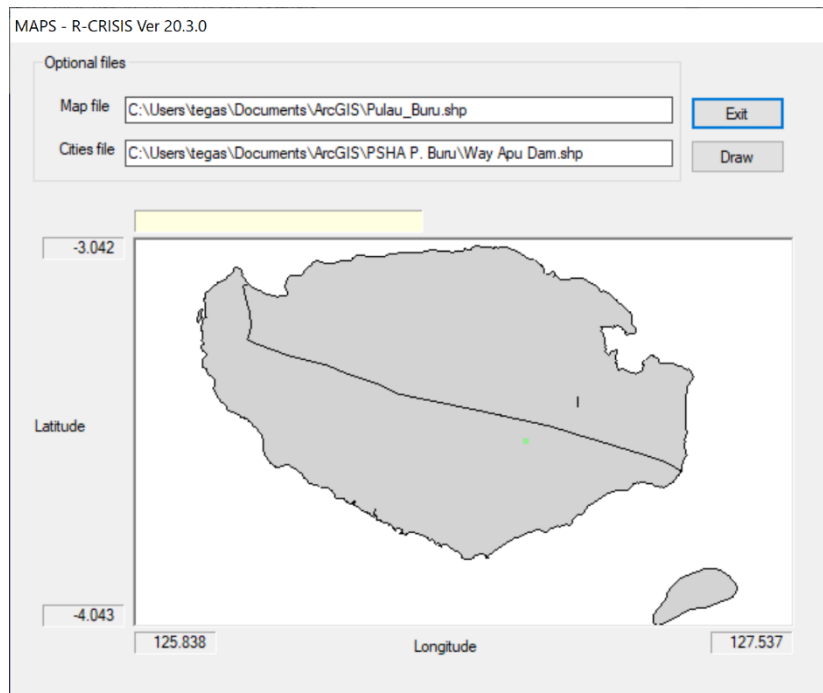 MAPS - R-CRISIS Ver 20.3.0
Optional files
Map file C:\Users\tegas\Documents\ArcGIS\Pulau_Buru.shp
Exit
Cities file C:\Users\tegas\Documents\ArcGIS\PSHA P. Buru\Way Apu Dam.shp
Draw
-3.042
Latitude
-4.043
125.838
Longitude
127.537